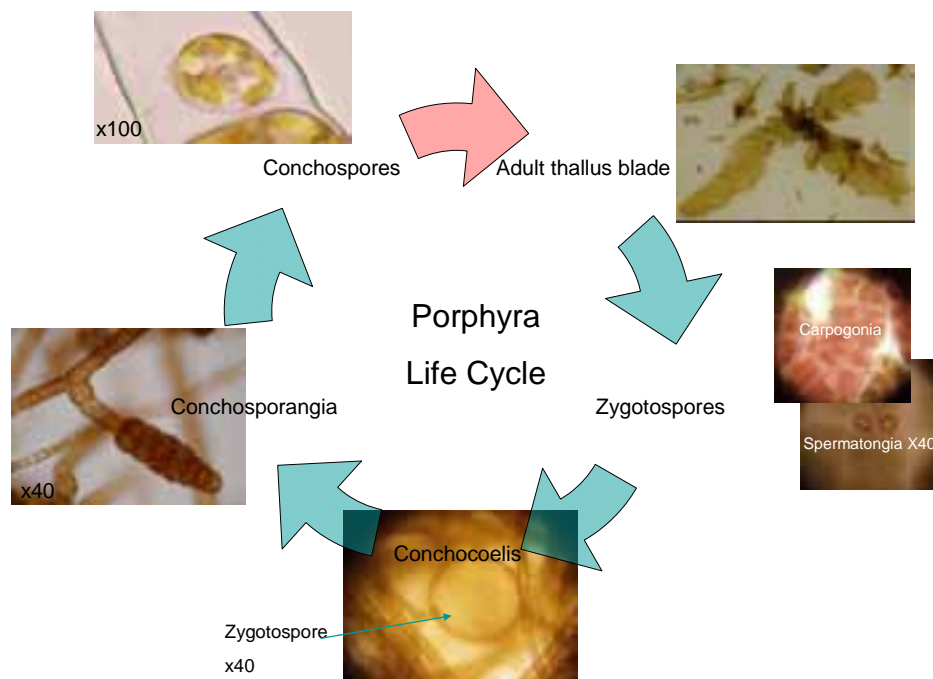 x100
Conchospores
Adult thallus blade
Porphyra
Life Cycle
Carpogonia
Conchosporangia
Zygotospores
Spermatongia X40
x40
Conchocoelis
Zygotospore
x40